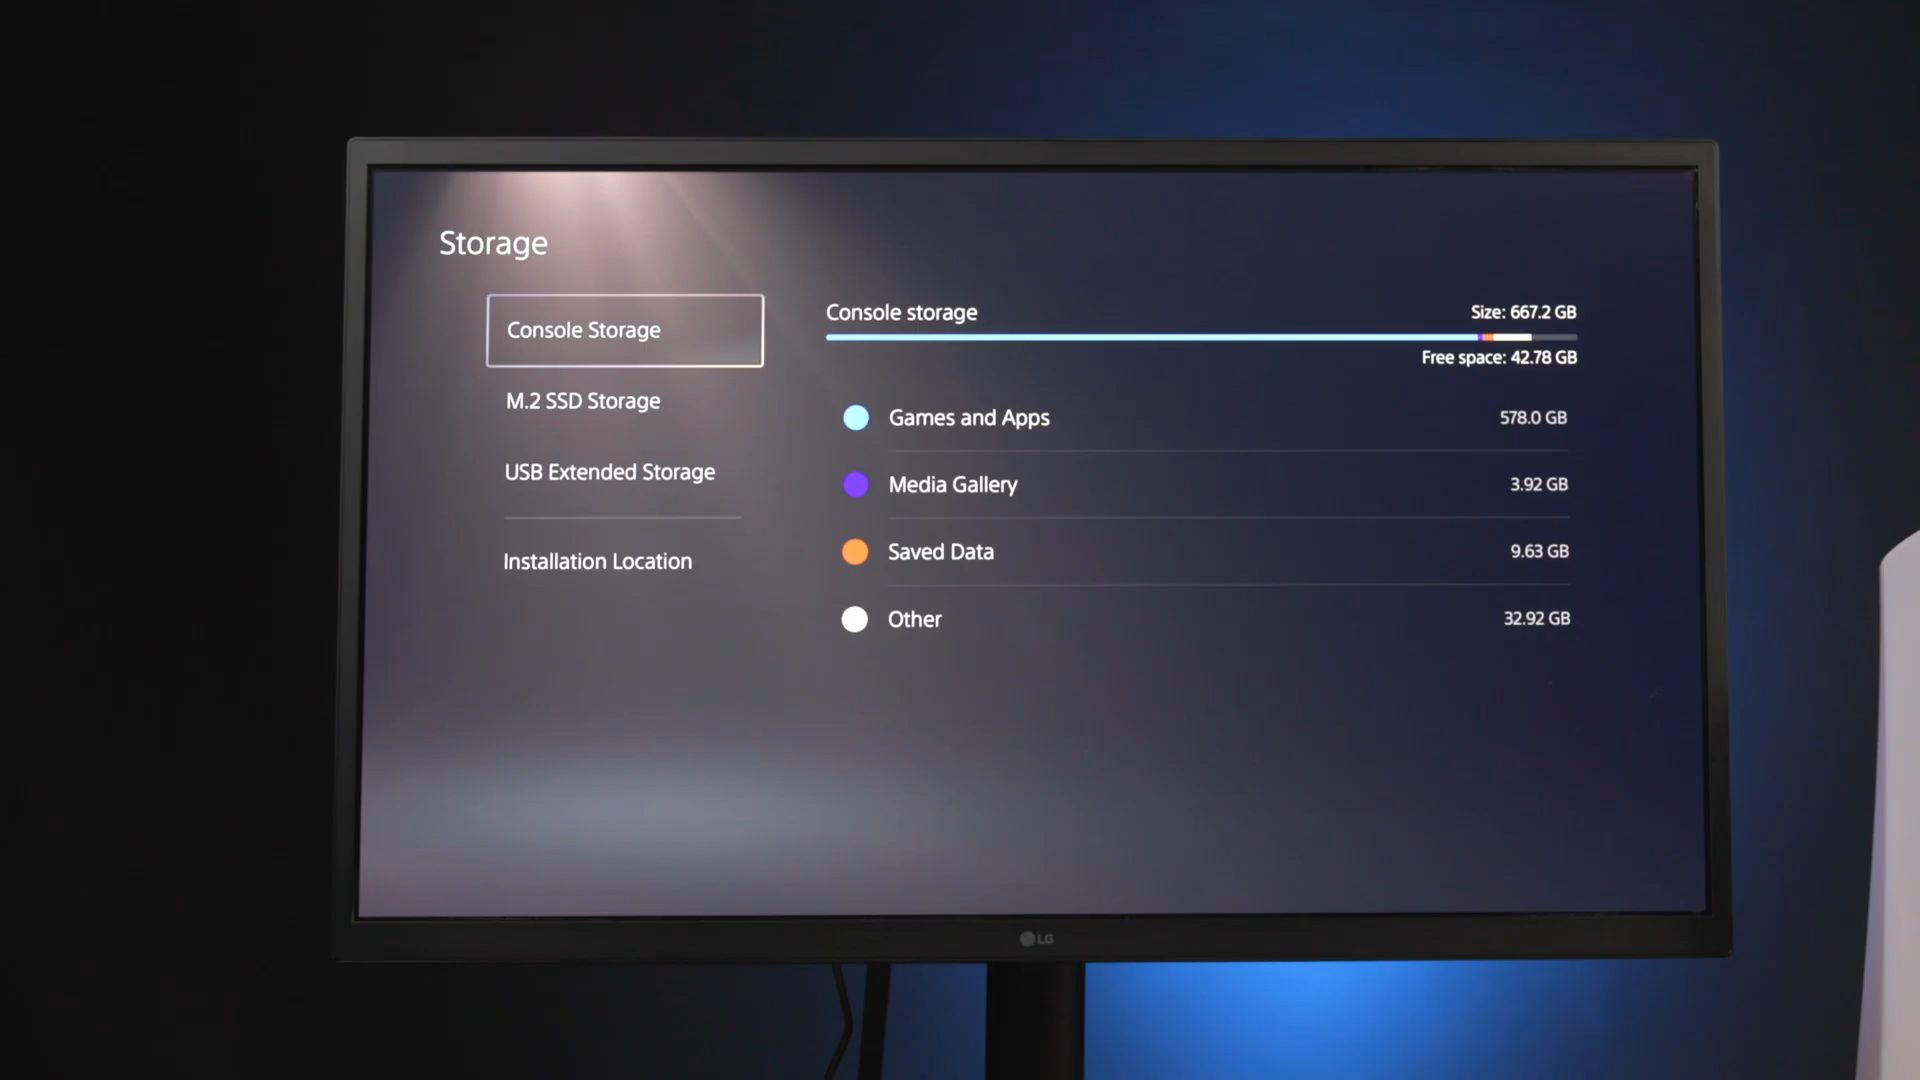 Storage
Console Storage
M.2 SSD Storage
USB Extended Storage
Installation Location
Console storage
Size: 667.2 GB
Free space: 42.78 GB
Games and Apps 578.0 GB
Media Gallery 3.92 GB
Saved Data 9.63 GB
Other 32.92 GB
LG